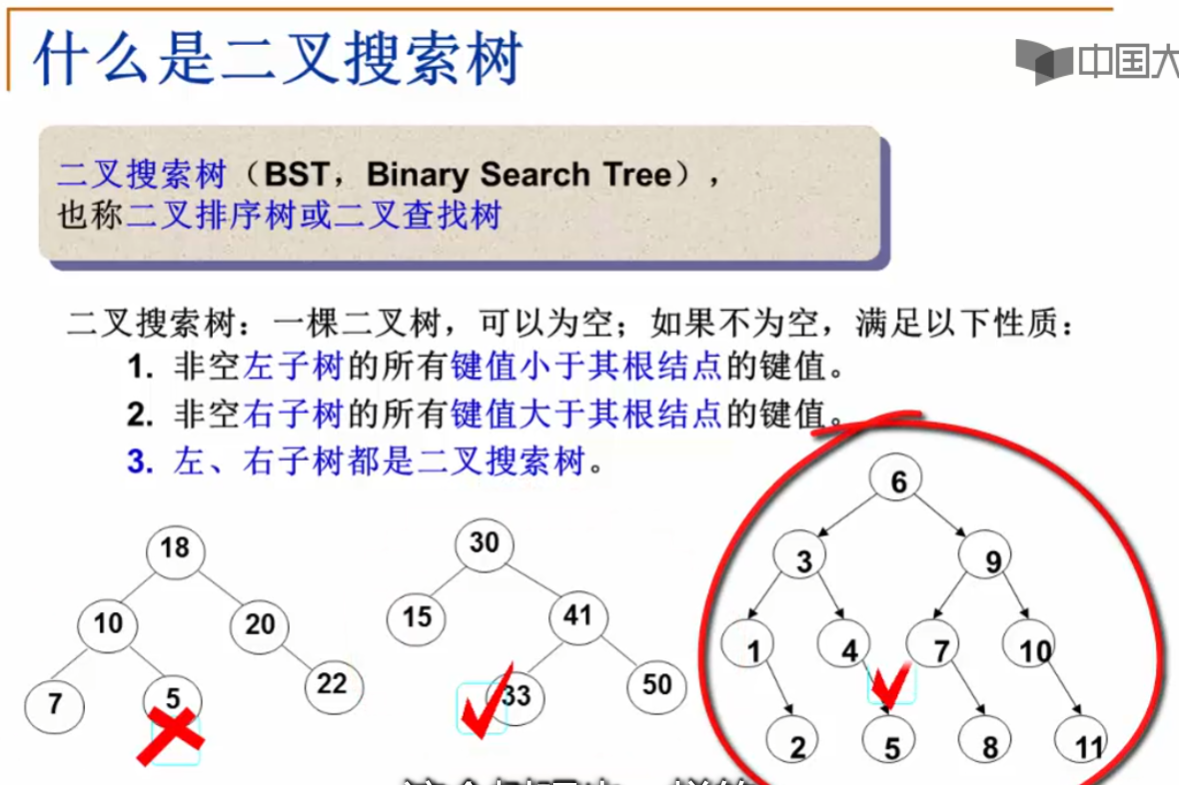 什么是二叉搜索树
中国大
二叉搜索树（BST，Binary Search Tree），
也称二叉排序树或二叉查找树
二叉搜索树：一棵二叉树，可以为空；如果不为空，满足以下性质：
1. 非空左子树的所有键值小于其根结点的键值。
2. 非空右子树的所有键值大于其根结点的键值。
3. 左、右子树都是二叉搜索树。
18
10 20
7 5 22
30
15 41
33 50
6
3 9
1 4 7 10
2 5 8 11